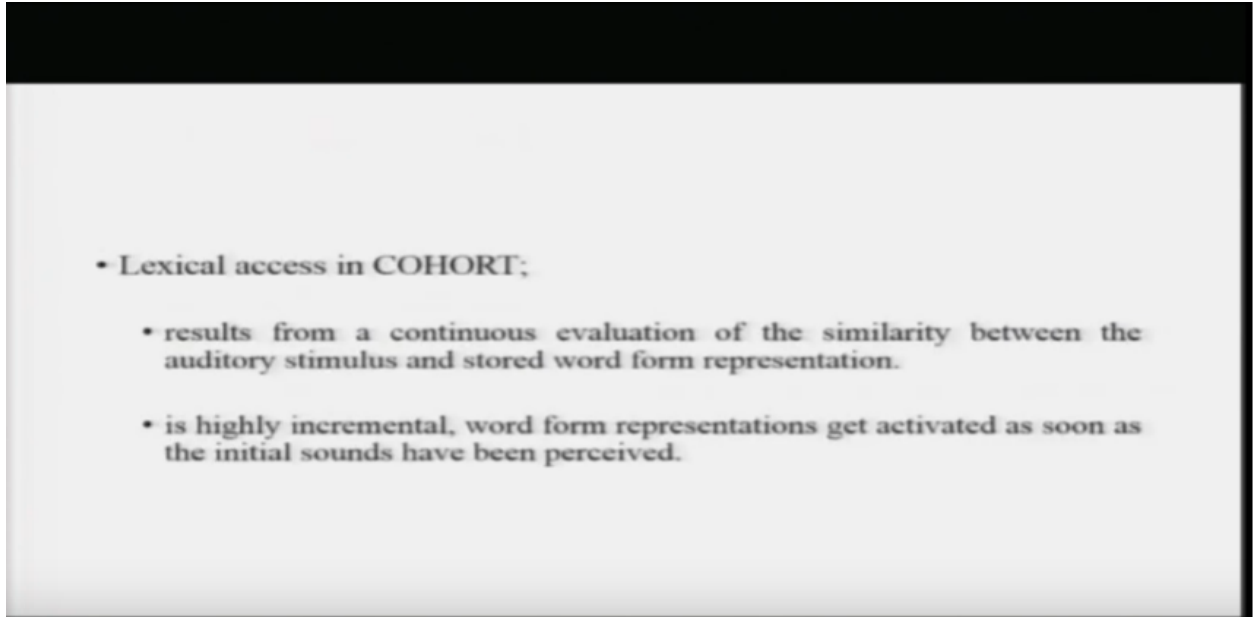 • Lexical access in COHORT;
• results from a continuous evaluation of the similarity between the
auditory stimulus and stored word form representation.
• is highly incremental, word form representations get activated as soon as
the initial sounds have been perceived.